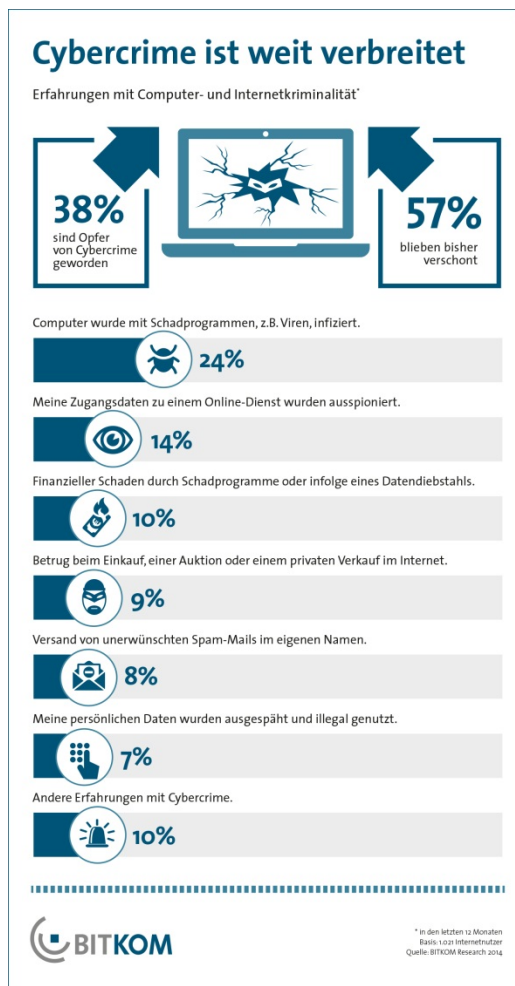 Cybercrime ist weit verbreitet
Erfahrungen mit Computer- und Internetkriminalität*
38%
sind Opfer
von Cybercrime
geworden
57%
blieben bisher
verschont
Computer wurde mit Schadprogrammen, z.B. Viren, infiziert.
24%
Meine Zugangsdaten zu einem Online-Dienst wurden ausspioniert.
14%
Finanzieller Schaden durch Schadprogramme oder infolge eines Datendiebstahls.
10%
Betrug beim Einkauf, einer Auktion oder einem privaten Verkauf im Internet.
9%
Versand von unerwünschten Spam-Mails im eigenen Namen.
8%
Meine persönlichen Daten wurden ausgespäht und illegal genutzt.
7%
Andere Erfahrungen mit Cybercrime.
10%
BITKOM
* In den letzten 12 Monaten
Basis: 1.021 Internetnutzer
Quelle: BITKOM Research 2014